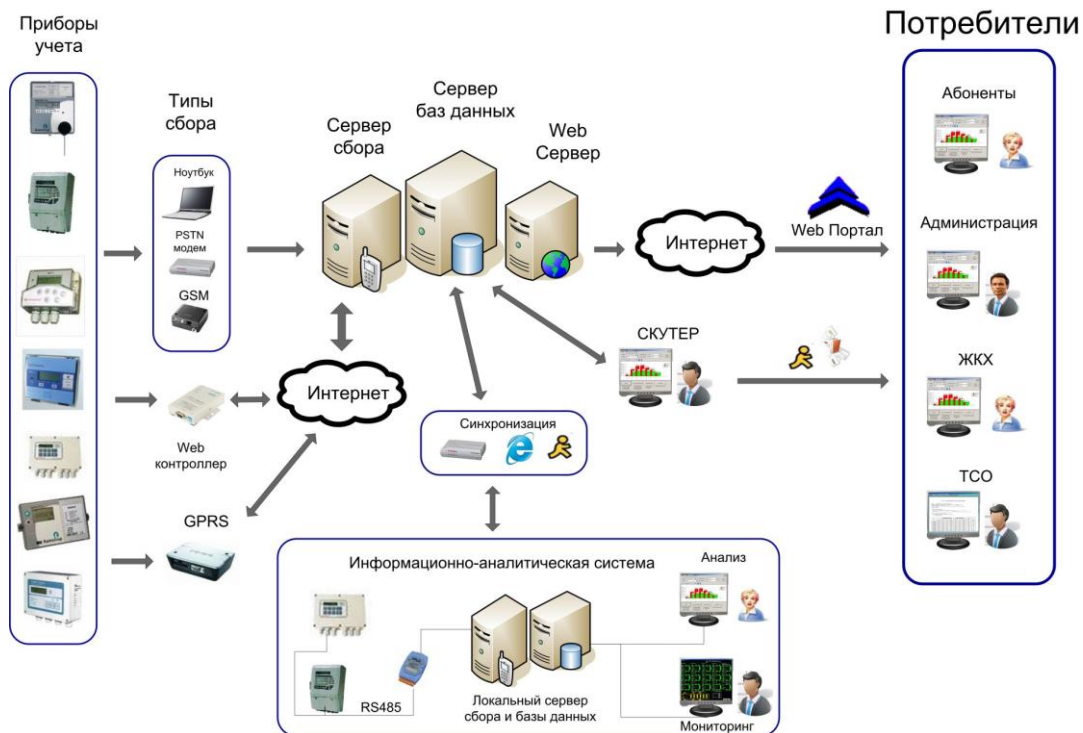 Приборы
учета
Типы
сбора
Ноутбук
PSTN
модем
GSM
Web
контроллер
GPRS
Сервер
сбора
Сервер
баз данных
Web
Сервер
Интернет
Интернет
Web Портал
СКУТЕР
Синхронизация
Информационно-аналитическая система
RS485
Локальный сервер
сбора и базы данных
Анализ
Мониторинг
Потребители
Абоненты
Администрация
ЖКХ
ТСО